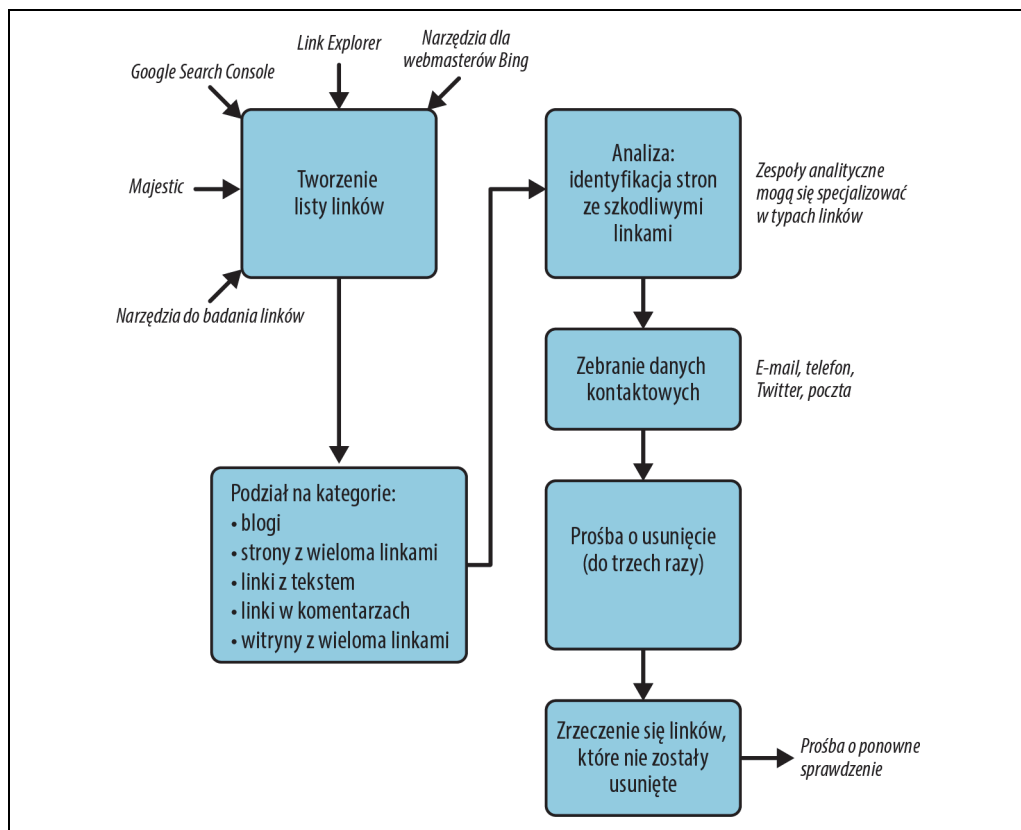 Link Explorer
Narzędzia dla
webmasterów Bing
Google Search Console
Majestic
Narzędzia do badania linków
Tworzenie
listy linków
Podział na kategorie:
• blogi
• strony z wieloma linkami
• linki z tekstem
• linki w komentarzach
• witryny z wieloma linkami
Analiza:
identyfikacja stron
ze szkodliwymi
linkami
Zespoły analityczne
mogą się specjalizować
w typach linków
Zebranie danych
kontaktowych
E-mail, telefon,
Twitter, poczta
Prośba o usunięcie
(do trzech razy)
Zrzeczenie się linków,
które nie zostały
usunięte
Prośba o ponowne
sprawdzenie